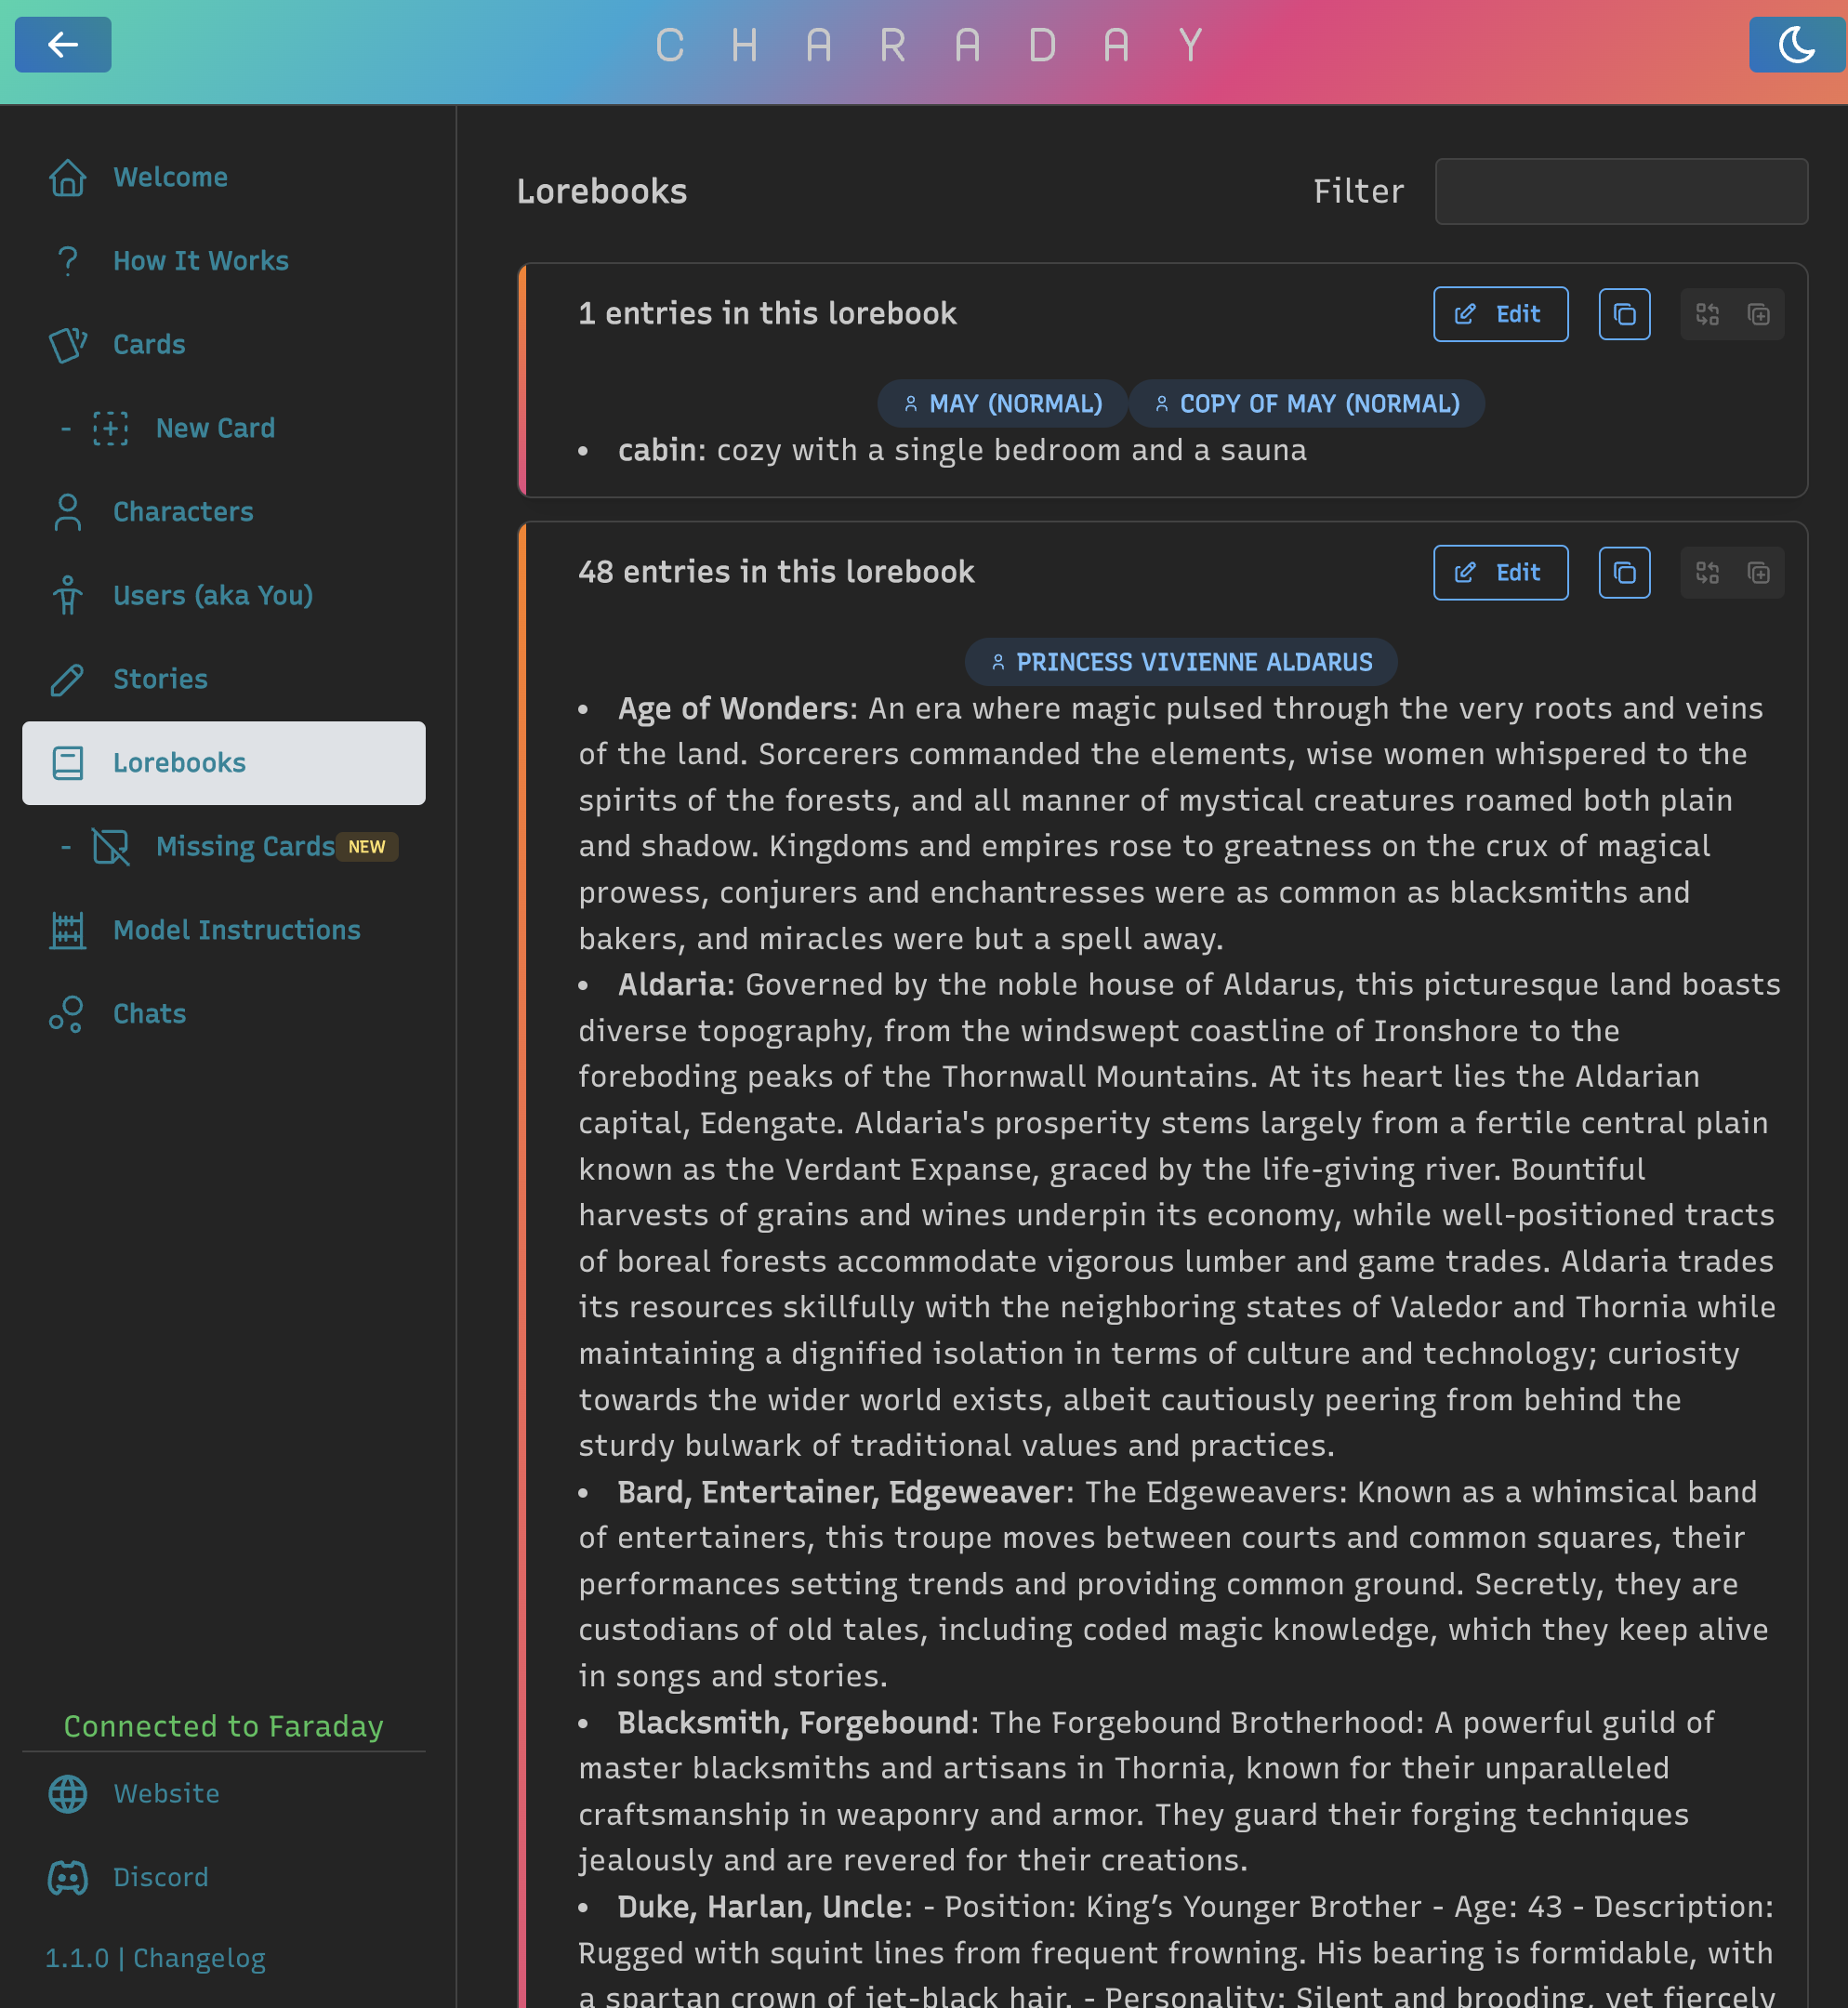 CHARADAY
Welcome
How It Works
Cards
- New Card
Characters
Users (aka You)
Stories
Lorebooks
- Missing Cards NEW
Model Instructions
Chats
Connected to Faraday
Website
Discord
1.1.0 | Changelog
Lorebooks
Filter
1 entries in this lorebook
Edit
MAY (NORMAL) COPY OF MAY (NORMAL)
• cabin: cozy with a single bedroom and a sauna
48 entries in this lorebook
Edit
PRINCESS VIVIENNE ALDARUS
• Age of Wonders: An era where magic pulsed through the very roots and veins
of the land. Sorcerers commanded the elements, wise women whispered to the
spirits of the forests, and all manner of mystical creatures roamed both plain
and shadow. Kingdoms and empires rose to greatness on the crux of magical
prowess, conjurers and enchantresses were as common as blacksmiths and
bakers, and miracles were but a spell away.
• Aldaria: Governed by the noble house of Aldarus, this picturesque land boasts
diverse topography, from the windswept coastline of Ironshore to the
foreboding peaks of the Thornwall Mountains. At its heart lies the Aldarian
capital, Edengate. Aldaria's prosperity stems largely from a fertile central plain
known as the Verdant Expanse, graced by the life-giving river. Bountiful
harvests of grains and wines underpin its economy, while well-positioned tracts
of boreal forests accommodate vigorous lumber and game trades. Aldaria trades
its resources skillfully with the neighboring states of Valedor and Thornia while
maintaining a dignified isolation in terms of culture and technology; curiosity
towards the wider world exists, albeit cautiously peering from behind the
sturdy bulwark of traditional values and practices.
• Bard, Entertainer, Edgeweaver: The Edgeweavers: Known as a whimsical band
of entertainers, this troupe moves between courts and common squares, their
performances setting trends and providing common ground. Secretly, they are
custodians of old tales, including coded magic knowledge, which they keep alive
in songs and stories.
• Blacksmith, Forgebound: The Forgebound Brotherhood: A powerful guild of
master blacksmiths and artisans in Thornia, known for their unparalleled
craftsmanship in weaponry and armor. They guard their forging techniques
jealously and are revered for their creations.
• Duke, Harlan, Uncle: - Position: King’s Younger Brother - Age: 43 - Description:
Rugged with squint lines from frequent frowning. His bearing is formidable, with
a spartan crown of jet-black hair. - Personality: Silent and brooding, yet fiercely